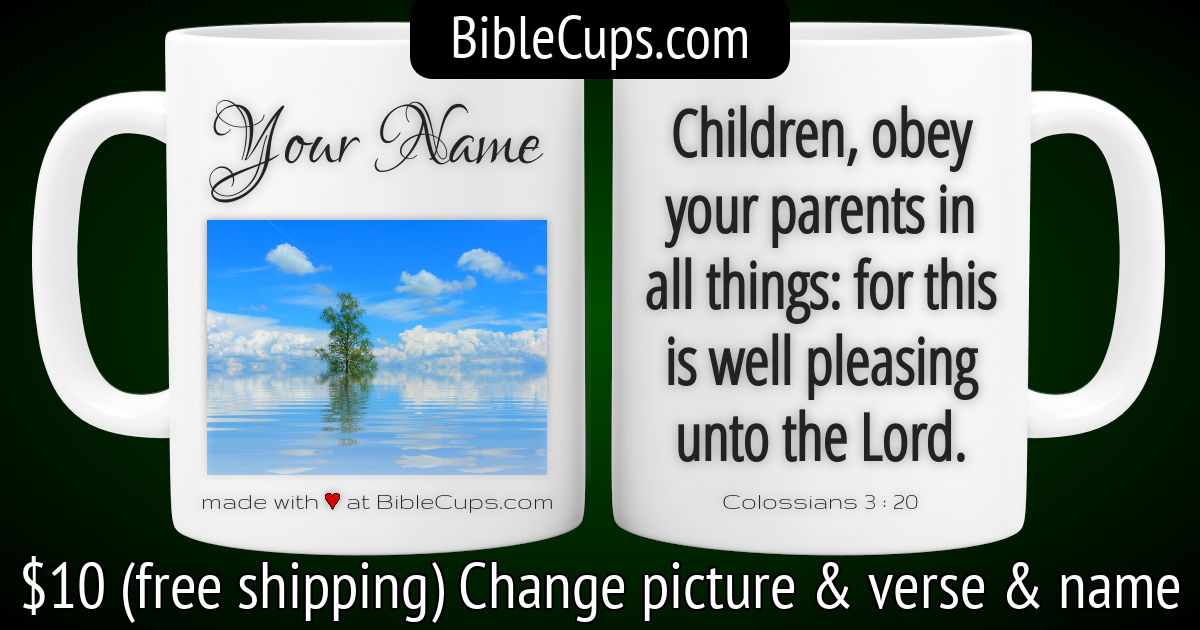 BibleCups.com
Your Name
made with ♥ at BibleCups.com
Children, obey
your parents in
all things: for this
is well pleasing
unto the Lord.
Colossians 3 : 20
$10 (free shipping) Change picture & verse & name